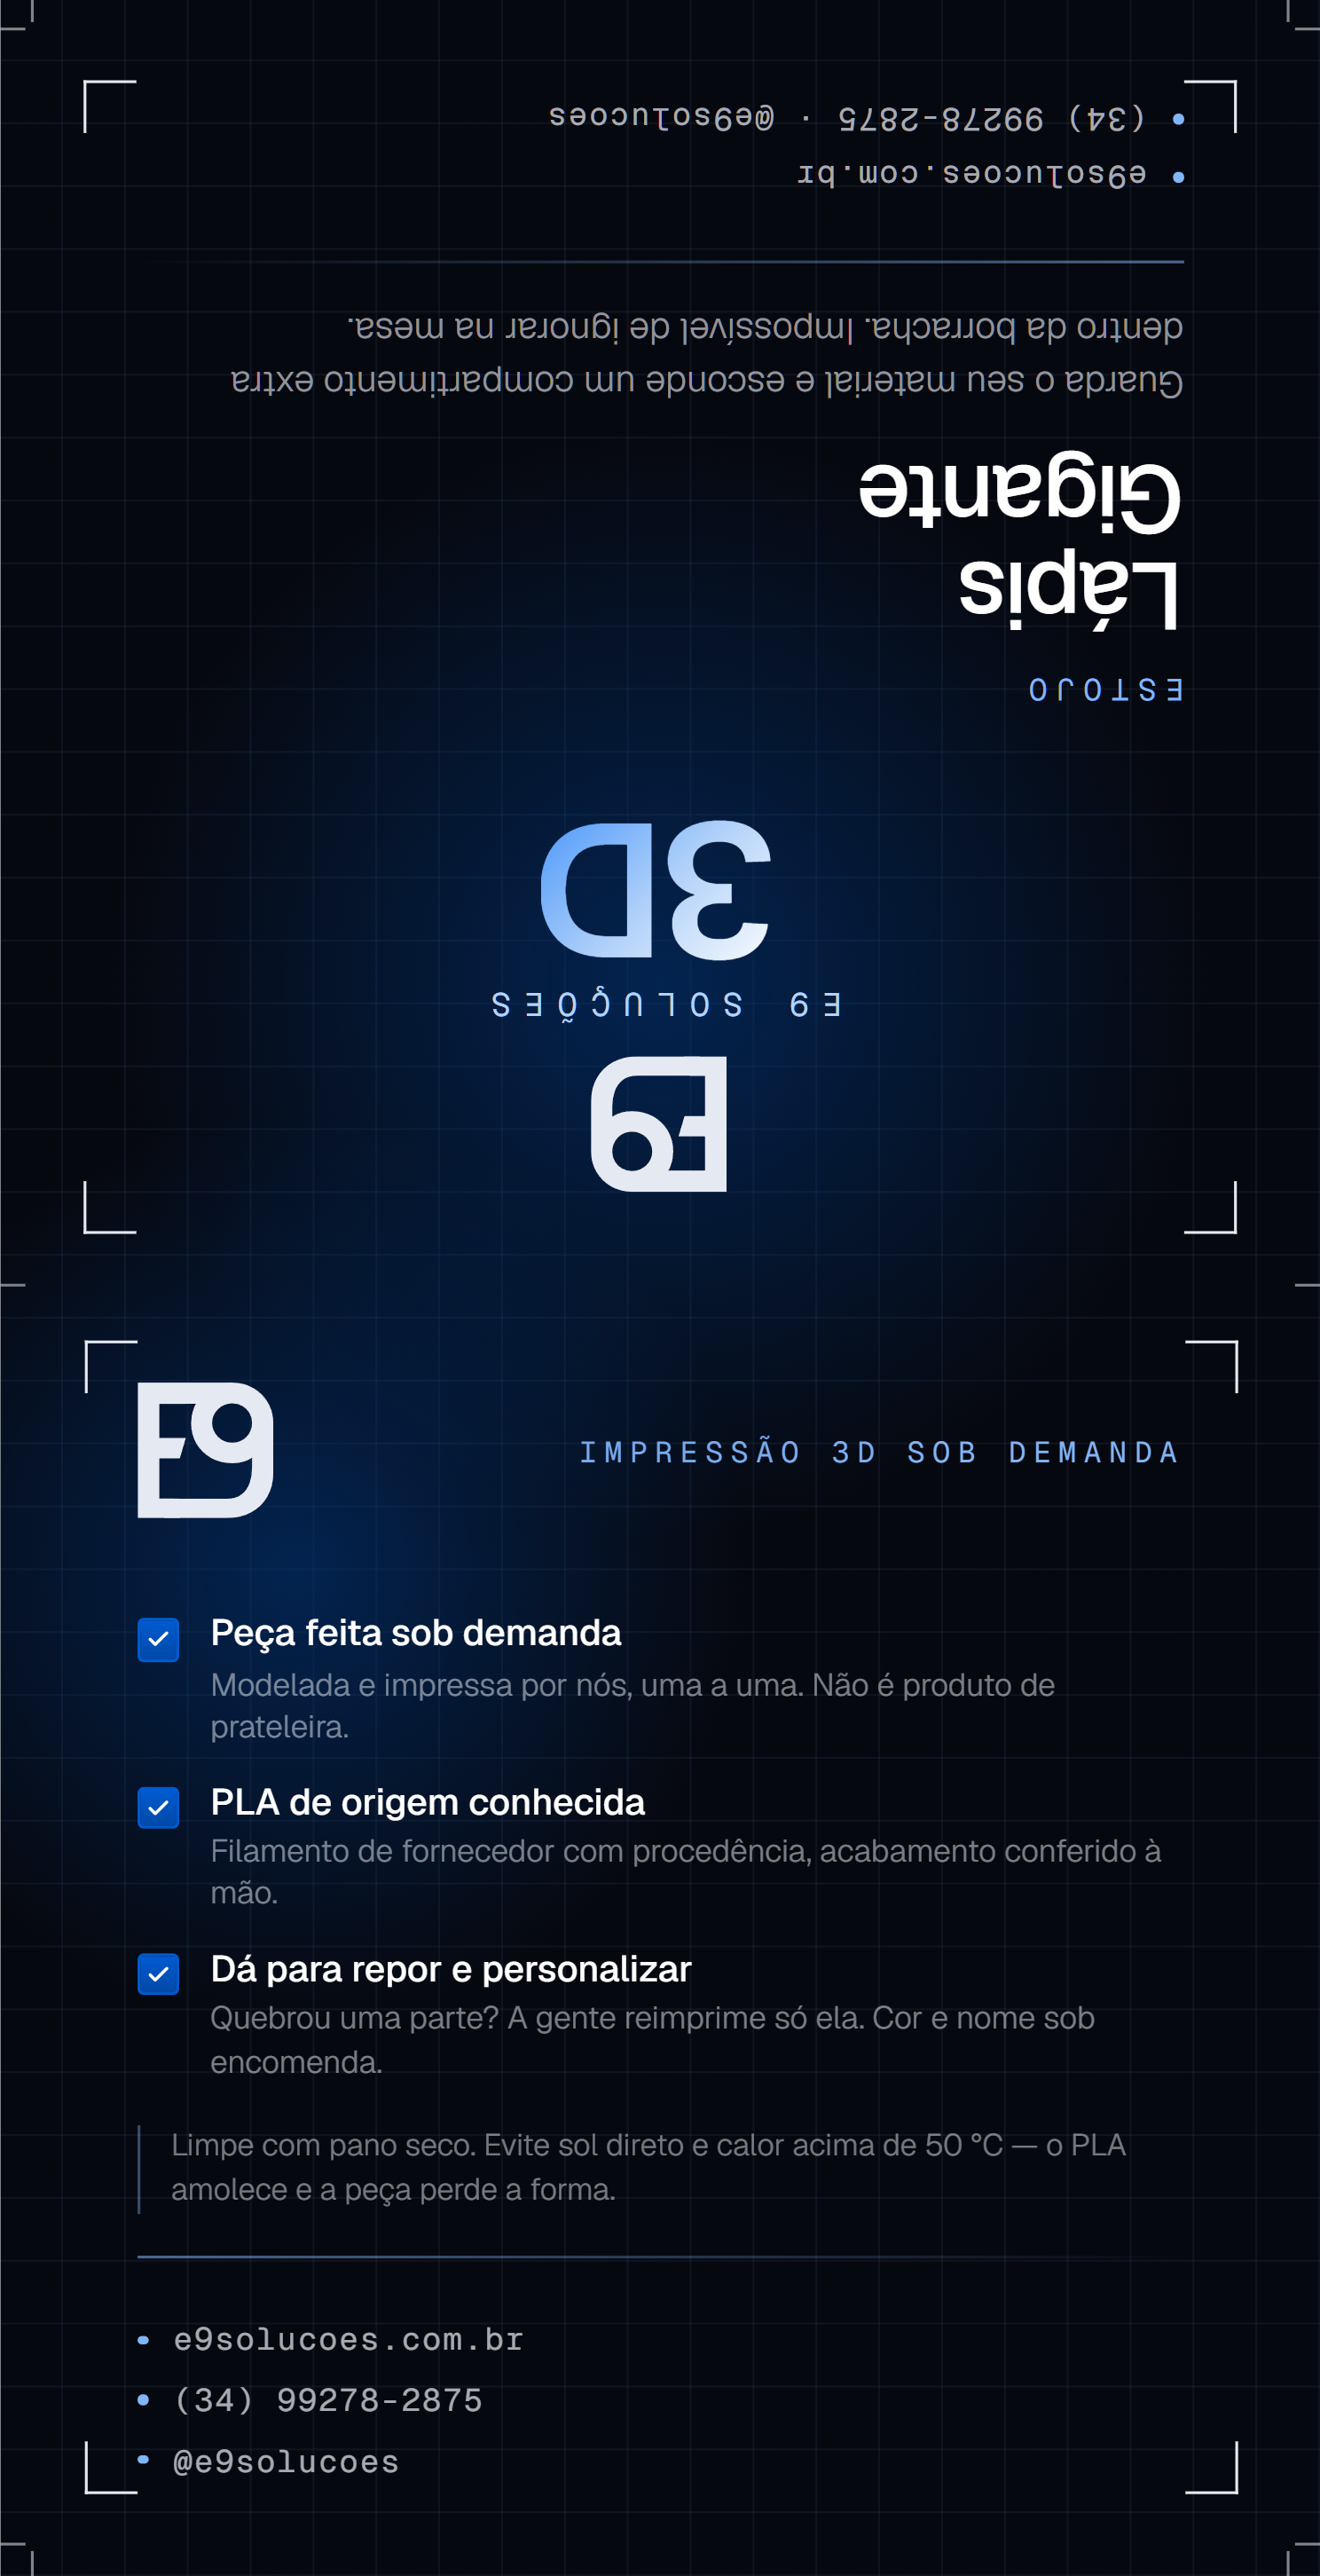 E9
E9 SOLUÇÕES
3D
ESTOJO
Lápis
Gigante
Guarda o seu material e esconde um compartimento extra
dentro da borracha. Impossível de ignorar na mesa.
e9solucoes.com.br
(34) 99278-2875 · @e9solucoes
E9
IMPRESSÃO 3D SOB DEMANDA
Peça feita sob demanda
Modelada e impressa por nós, uma a uma. Não é produto de
prateleira.
PLA de origem conhecida
Filamento de fornecedor com procedência, acabamento conferido à
mão.
Dá para repor e personalizar
Quebrou uma parte? A gente reimprime só ela. Cor e nome sob
encomenda.
Limpe com pano seco. Evite sol direto e calor acima de 50 °C — o PLA
amolece e a peça perde a forma.
e9solucoes.com.br
(34) 99278-2875
@e9solucoes